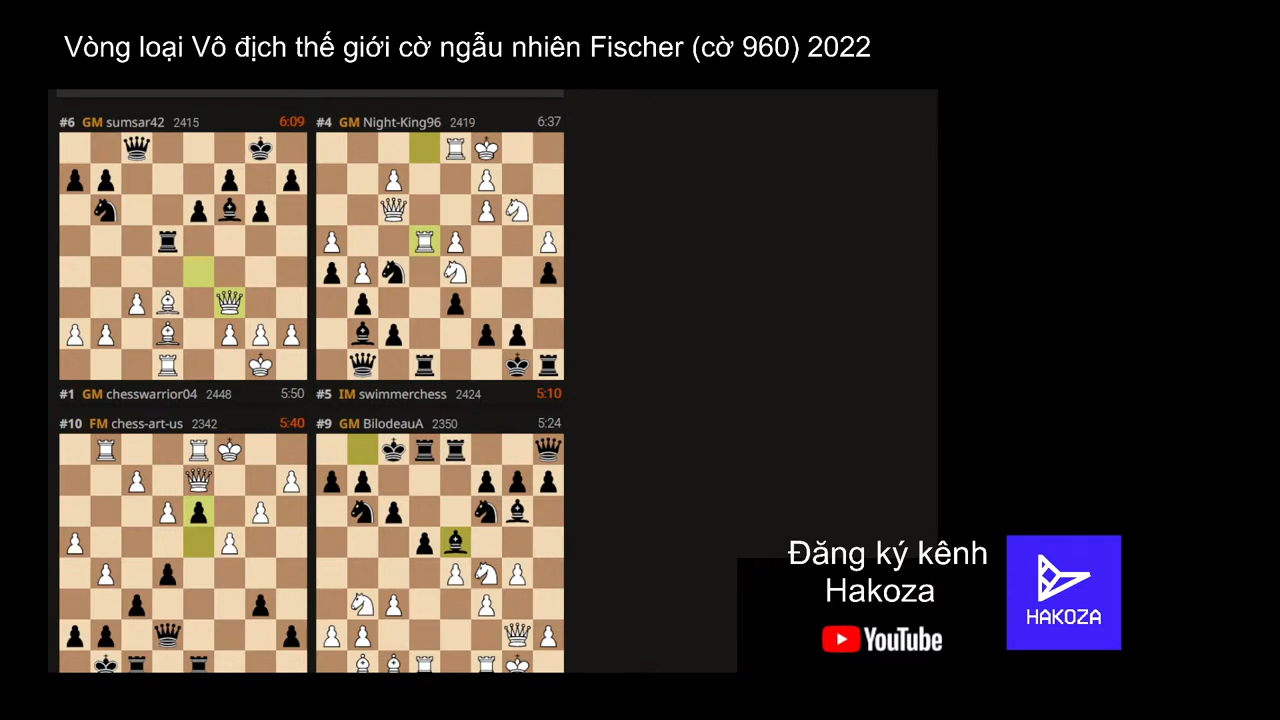 Vòng loại Vô địch thế giới cờ ngẫu nhiên Fischer (cờ 960) 2022
#6 GM sumsar42 2415 6:09
#4 GM Night-King96 2419 6:37
#1 GM chesswarrior04 2448 5:50
#5 IM swimmerchess 2424 5:10
#10 FM chess-art-us 2342 5:40
#9 GM BilodeauA 2350 5:24
Đăng ký kênh
Hakoza
YouTube
HAKOZA